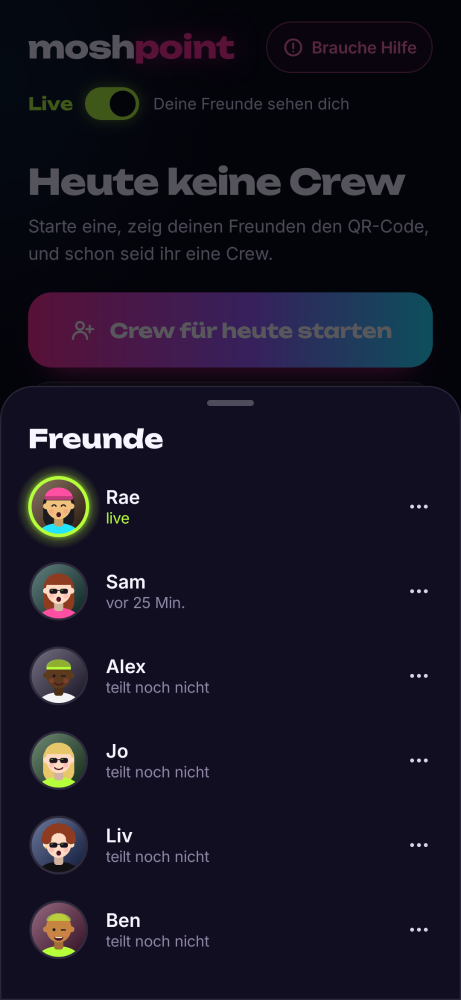 moshpoint
Brauche Hilfe
Live
Deine Freunde sehen dich
Heute keine Crew
Starte eine, zeig deinen Freunden den QR-Code,
und schon seid ihr eine Crew.
Crew für heute starten
Freunde
Rae
live
Sam
vor 25 Min.
Alex
teilt noch nicht
Jo
teilt noch nicht
Liv
teilt noch nicht
Ben
teilt noch nicht